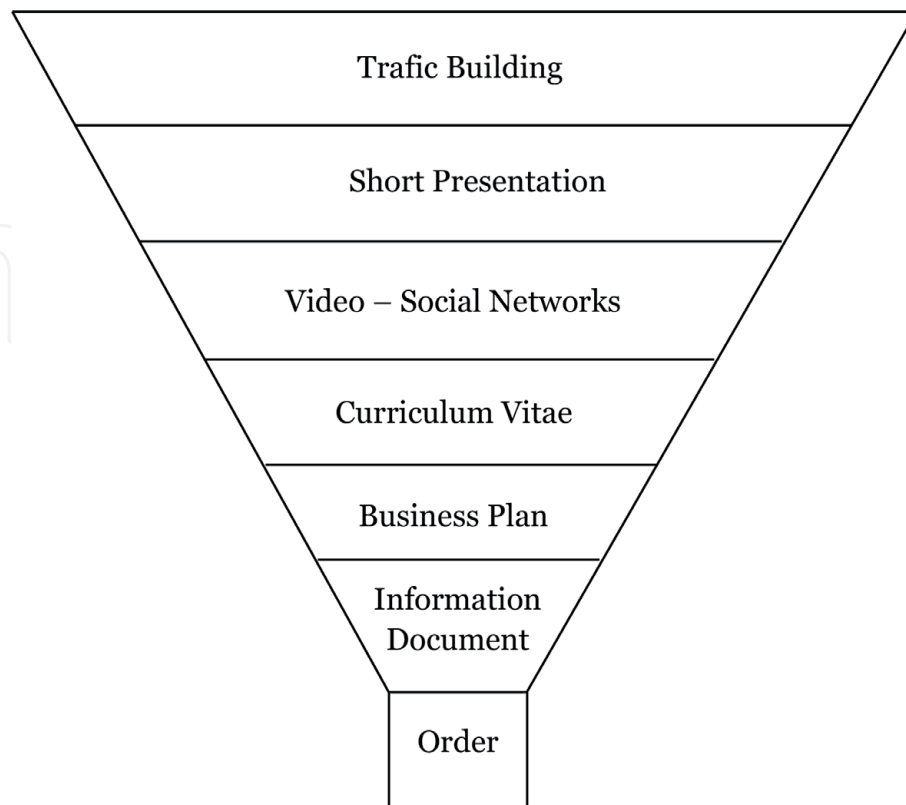 Trafic Building
Short Presentation
Video – Social Networks
Curriculum Vitae
Business Plan
Information
Document
Order